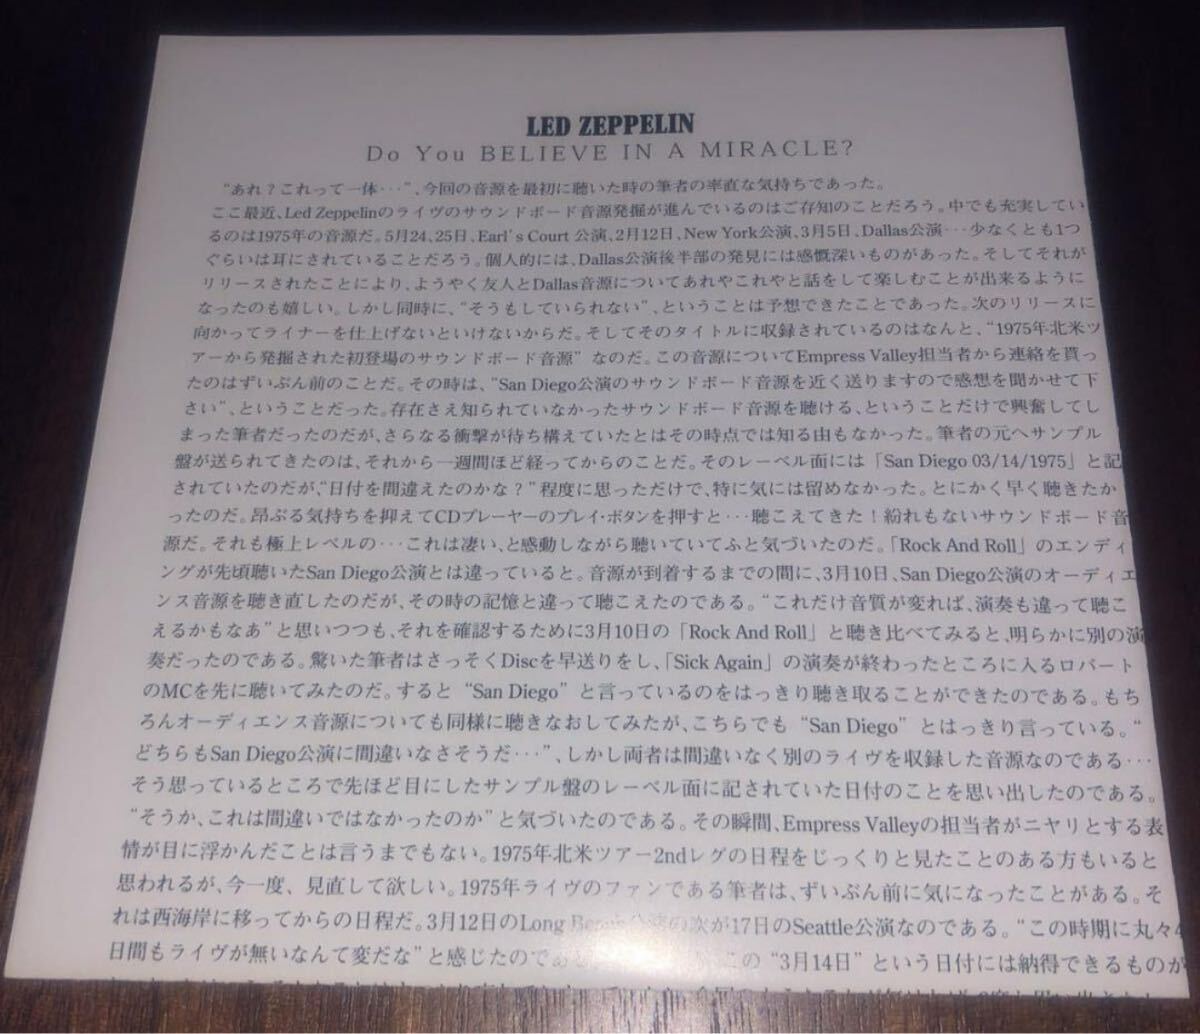 LED ZEPPELIN
Do You BELIEVE IN A MIRACLE?
“あれ？これって一体…”、今回の音源を最初に聴いた時の筆者の率直な気持ちであった。
ここ最近、Led Zeppelinのライヴのサウンドボード音源発掘が進んでいるのはご存知のことだろう。中でも充実してい
るのは1975年の音源だ。5月24、25日、Earl's Court 公演、2月12日、New York公演、3月5日、Dallas公演…少なくとも1つ
ぐらいは耳にされていることだろう。個人的には、Dallas公演後半部の発見には感慨深いものがあった。そしてそれが
リリースされたことにより、ようやく友人とDallas音源についてあれやこれやと話をして楽しむことが出来るように
なったのも嬉しい。しかし同時に、“そうもしていられない”、ということは予想できたことであった。次のリリースに
向かってライナーを仕上げないといけないからだ。そしてそのタイトルに収録されているのはなんと、“1975年北米ツ
アーから発掘された初登場のサウンドボード音源”なのだ。この音源についてEmpress Valley担当者から連絡を貰っ
たのはずいぶん前のことだ。その時は、“San Diego公演のサウンドボード音源を近く送りますので感想を聞かせて下
さい”、ということだった。存在さえ知られていなかったサウンドボード音源を聴ける、ということだけで興奮してし
まった筆者だったのだが、さらなる衝撃が待ち構えていたとはその時点では知る由もなかった。筆者の元へサンプル
盤が送られてきたのは、それから一週間ほど経ってからのことだ。そのレーベル面には「San Diego 03/14/1975」と記
されていたのだが、“日付を間違えたのかな？”程度に思っただけで、特に気には留めなかった。とにかく早く聴きたか
ったのだ。昂ぶる気持ちを抑えてCDプレーヤーのプレイ・ボタンを押すと…聴こえてきた！紛れもないサウンドボード音
源だ。それも極上レベルの…これは凄い、と感動しながら聴いていてふと気づいたのだ。「Rock And Roll」のエンディ
ングが先頃聴いたSan Diego公演とは違っていると。音源が到着するまでの間に、3月10日、San Diego公演のオーディエ
ンス音源を聴き直したのだが、その時の記憶と違って聴こえたのである。“これだけ音質が変れば、演奏も違って聴こ
えるかもなあ”と思いつつも、それを確認するために3月10日の「Rock And Roll」と聴き比べてみると、明らかに別の演
奏だったのである。驚いた筆者はさっそくDiscを早送りをし、「Sick Again」の演奏が終わったところに入るロバート
のMCを先に聴いてみたのだ。すると“San Diego”と言っているのをはっきり聴き取ることができたのである。もち
ろんオーディエンス音源についても同様に聴きなおしてみたが、こちらでも“San Diego”とはっきり言っている。“
どちらもSan Diego公演に間違いなさそうだ…”、しかし両者は間違いなく別のライヴを収録した音源なのである…
そう思っているところで先ほど目にしたサンプル盤のレーベル面に記されていた日付のことを思い出したのである。
“そうか、これは間違いではなかったのか”と気づいたのである。その瞬間、Empress Valleyの担当者がニヤリとする表
情が目に浮かんだことは言うまでもない。1975年北米ツアー2ndレグの日程をじっくりと見たことのある方もいると
思われるが、今一度、見直して欲しい。1975年ライヴのファンである筆者は、ずいぶん前に気になったことがある。そ
れは西海岸に移ってからの日程だ。3月12日のLong Beach公演の次が17日のSeattle公演なのである。“この時期に丸々4
日間もライヴが無いなんて変だな”と感じたのである この“3月14日”という日付には納得できるものが